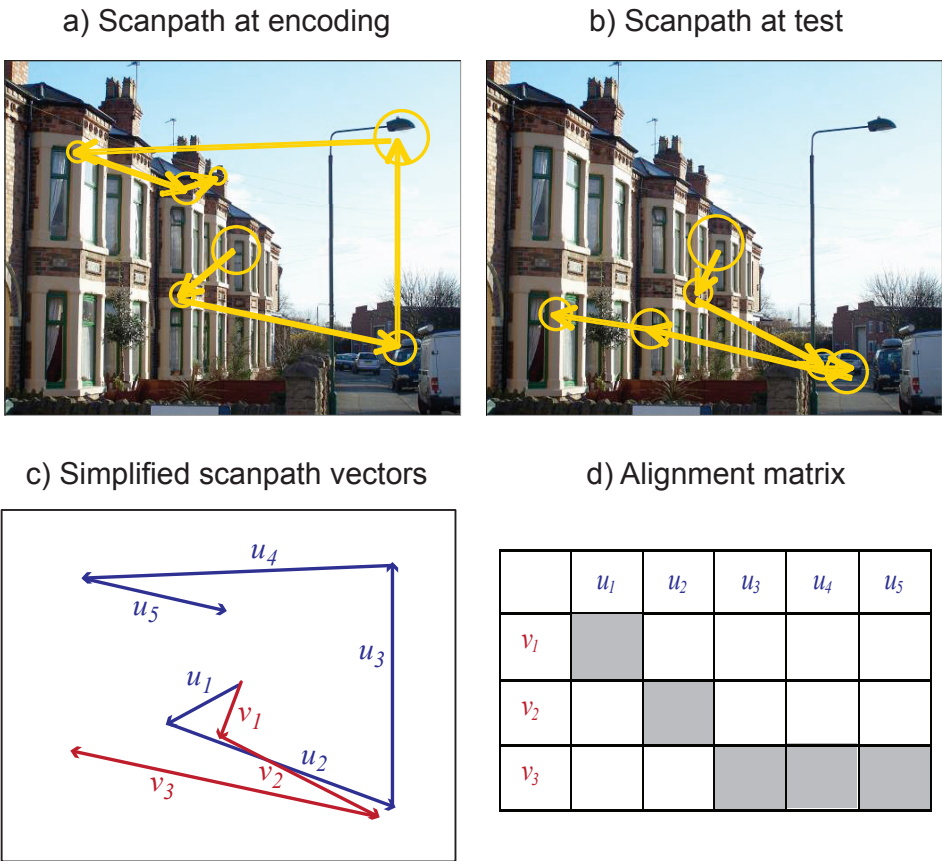 a) Scanpath at encoding
b) Scanpath at test
c) Simplified scanpath vectors
u4
u5
u3
u1
v1
u2
v2
v3
d) Alignment matrix
u1 u2 u3 u4 u5
v1
v2
v3